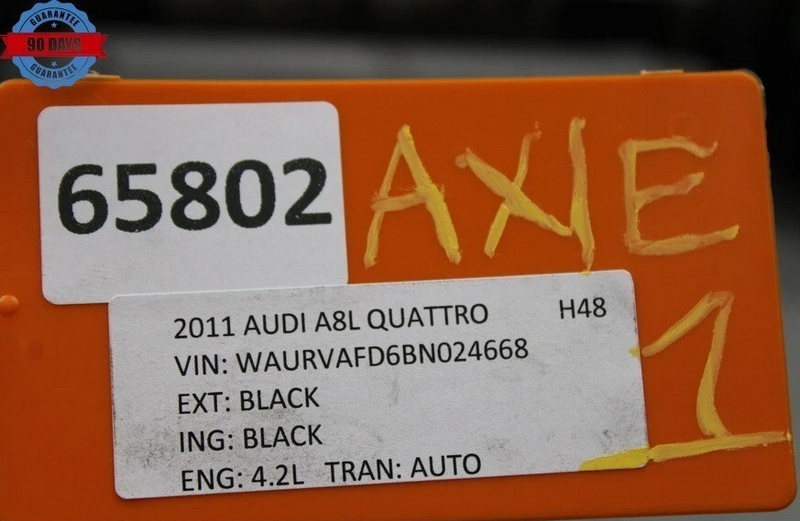 GUARANTEE
90 DAYS
GUARANTEE
65802
AXIE
1
2011 AUDI A8L QUATTRO H48
VIN: WAURVAFD6BN024668
EXT: BLACK
ING: BLACK
ENG: 4.2L TRAN: AUTO